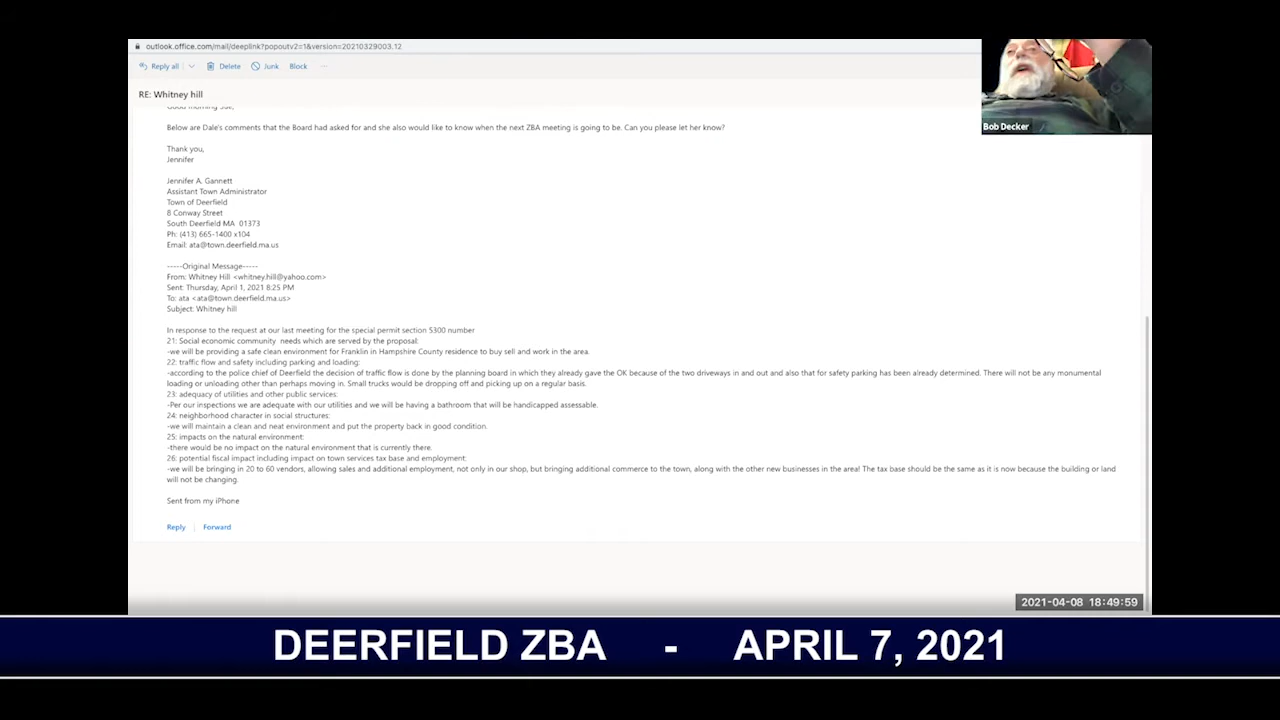 outlook.office.com/mail/deeplink?popoutv2=1&version=20210329003.12
Reply all
Delete
Junk
Block
RE: Whitney hill
Good morning Sue,
Below are Dale's comments that the Board had asked for and she also would like to know when the next ZBA meeting is going to be. Can you please let her know?
Thank you,
Jennifer
Jennifer A. Gannett
Assistant Town Administrator
Town of Deerfield
8 Conway Street
South Deerfield MA 01373
Ph: (413) 665-1400 x104
Email: ata@town.deerfield.ma.us
-----Original Message-----
From: Whitney Hill <whitney.hill@yahoo.com>
Sent: Thursday, April 1, 2021 8:25 PM
To: ata <ata@town.deerfield.ma.us>
Subject: Whitney hill
In response to the request at our last meeting for the special permit section 5300 number
21: Social economic community needs which are served by the proposal:
-we will be providing a safe clean environment for Franklin in Hampshire County residence to buy sell and work in the area.
22: traffic flow and safety including parking and loading:
-according to the police chief of Deerfield the decision of traffic flow is done by the planning board in which they already gave the OK because of the two driveways in and out and also that for safety parking has been already determined. There will not be any monumental
loading or unloading other than perhaps moving in. Small trucks would be dropping off and picking up on a regular basis.
23: adequacy of utilities and other public services:
-Per our inspections we are adequate with our utilities and we will be having a bathroom that will be handicapped assessable.
24: neighborhood character in social structures:
-we will maintain a clean and neat environment and put the property back in good condition.
25: impacts on the natural environment:
-there would be no impact on the natural environment that is currently there.
26: potential fiscal impact including impact on town services tax base and employment:
-we will be bringing in 20 to 60 vendors, allowing sales and additional employment, not only in our shop, but bringing additional commerce to the town, along with the other new businesses in the area! The tax base should be the same as it is now because the building or land
will not be changing.
Sent from my iPhone
Reply
Forward
Bob Decker
2021-04-08 18:49:59
DEERFIELD ZBA - APRIL 7, 2021